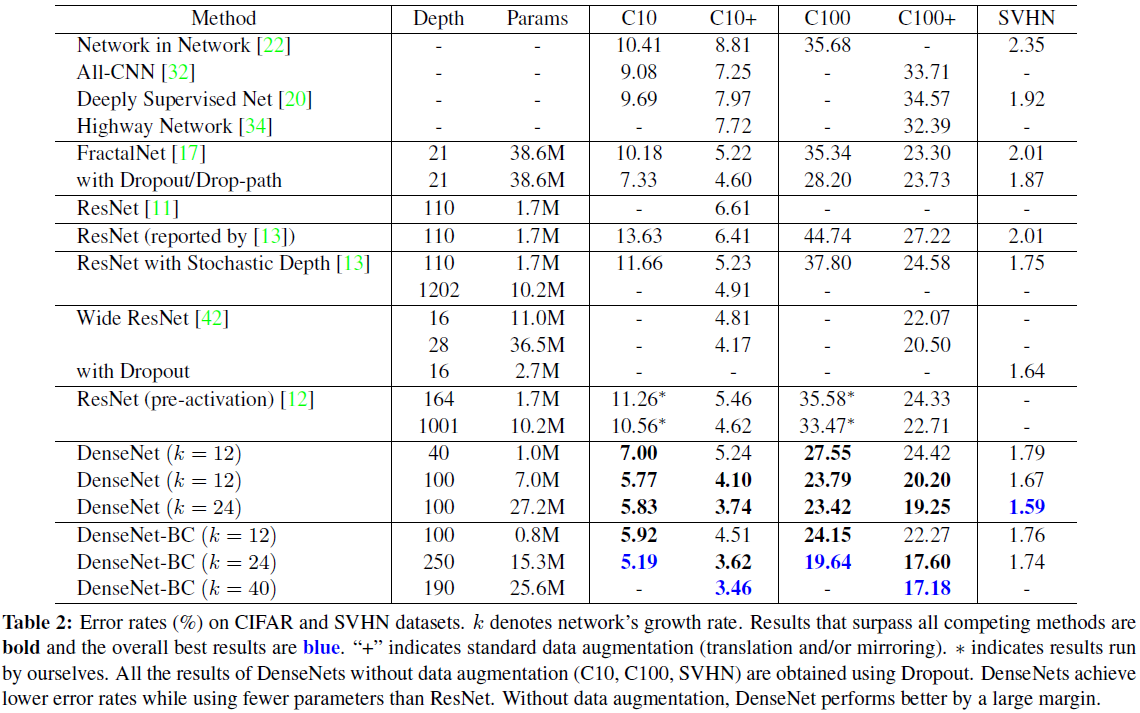 Method Depth Params C10 C10+ C100 C100+ SVHN
Network in Network [22] - - 10.41 8.81 35.68 - 2.35
All-CNN [32] - - 9.08 7.25 - 33.71 -
Deeply Supervised Net [20] - - 9.69 7.97 - 34.57 1.92
Highway Network [34] - - - 7.72 - 32.39 -
FractalNet [17] 21 38.6M 10.18 5.22 35.34 23.30 2.01
with Dropout/Drop-path 21 38.6M 7.33 4.60 28.20 23.73 1.87
ResNet [11] 110 1.7M - 6.61 - - -
ResNet (reported by [13]) 110 1.7M 13.63 6.41 44.74 27.22 2.01
ResNet with Stochastic Depth [13] 110 1.7M 11.66 5.23 37.80 24.58 1.75
1202 10.2M - 4.91 - - -
Wide ResNet [42] 16 11.0M - 4.81 - 22.07 -
28 36.5M - 4.17 - 20.50 -
with Dropout 16 2.7M - - - - 1.64
ResNet (pre-activation) [12] 164 1.7M 11.26* 5.46 35.58* 24.33 -
1001 10.2M 10.56* 4.62 33.47* 22.71 -
DenseNet (k = 12) 40 1.0M 7.00 5.24 27.55 24.42 1.79
DenseNet (k = 12) 100 7.0M 5.77 4.10 23.79 20.20 1.67
DenseNet (k = 24) 100 27.2M 5.83 3.74 23.42 19.25 1.59
DenseNet-BC (k = 12) 100 0.8M 5.92 4.51 24.15 22.27 1.76
DenseNet-BC (k = 24) 250 15.3M 5.19 3.62 19.64 17.60 1.74
DenseNet-BC (k = 40) 190 25.6M - 3.46 - 17.18 -
Table 2: Error rates (%) on CIFAR and SVHN datasets. k denotes network's growth rate. Results that surpass all competing methods are
bold and the overall best results are blue. “+” indicates standard data augmentation (translation and/or mirroring). * indicates results run
by ourselves. All the results of DenseNets without data augmentation (C10, C100, SVHN) are obtained using Dropout. DenseNets achieve
lower error rates while using fewer parameters than ResNet. Without data augmentation, DenseNet performs better by a large margin.